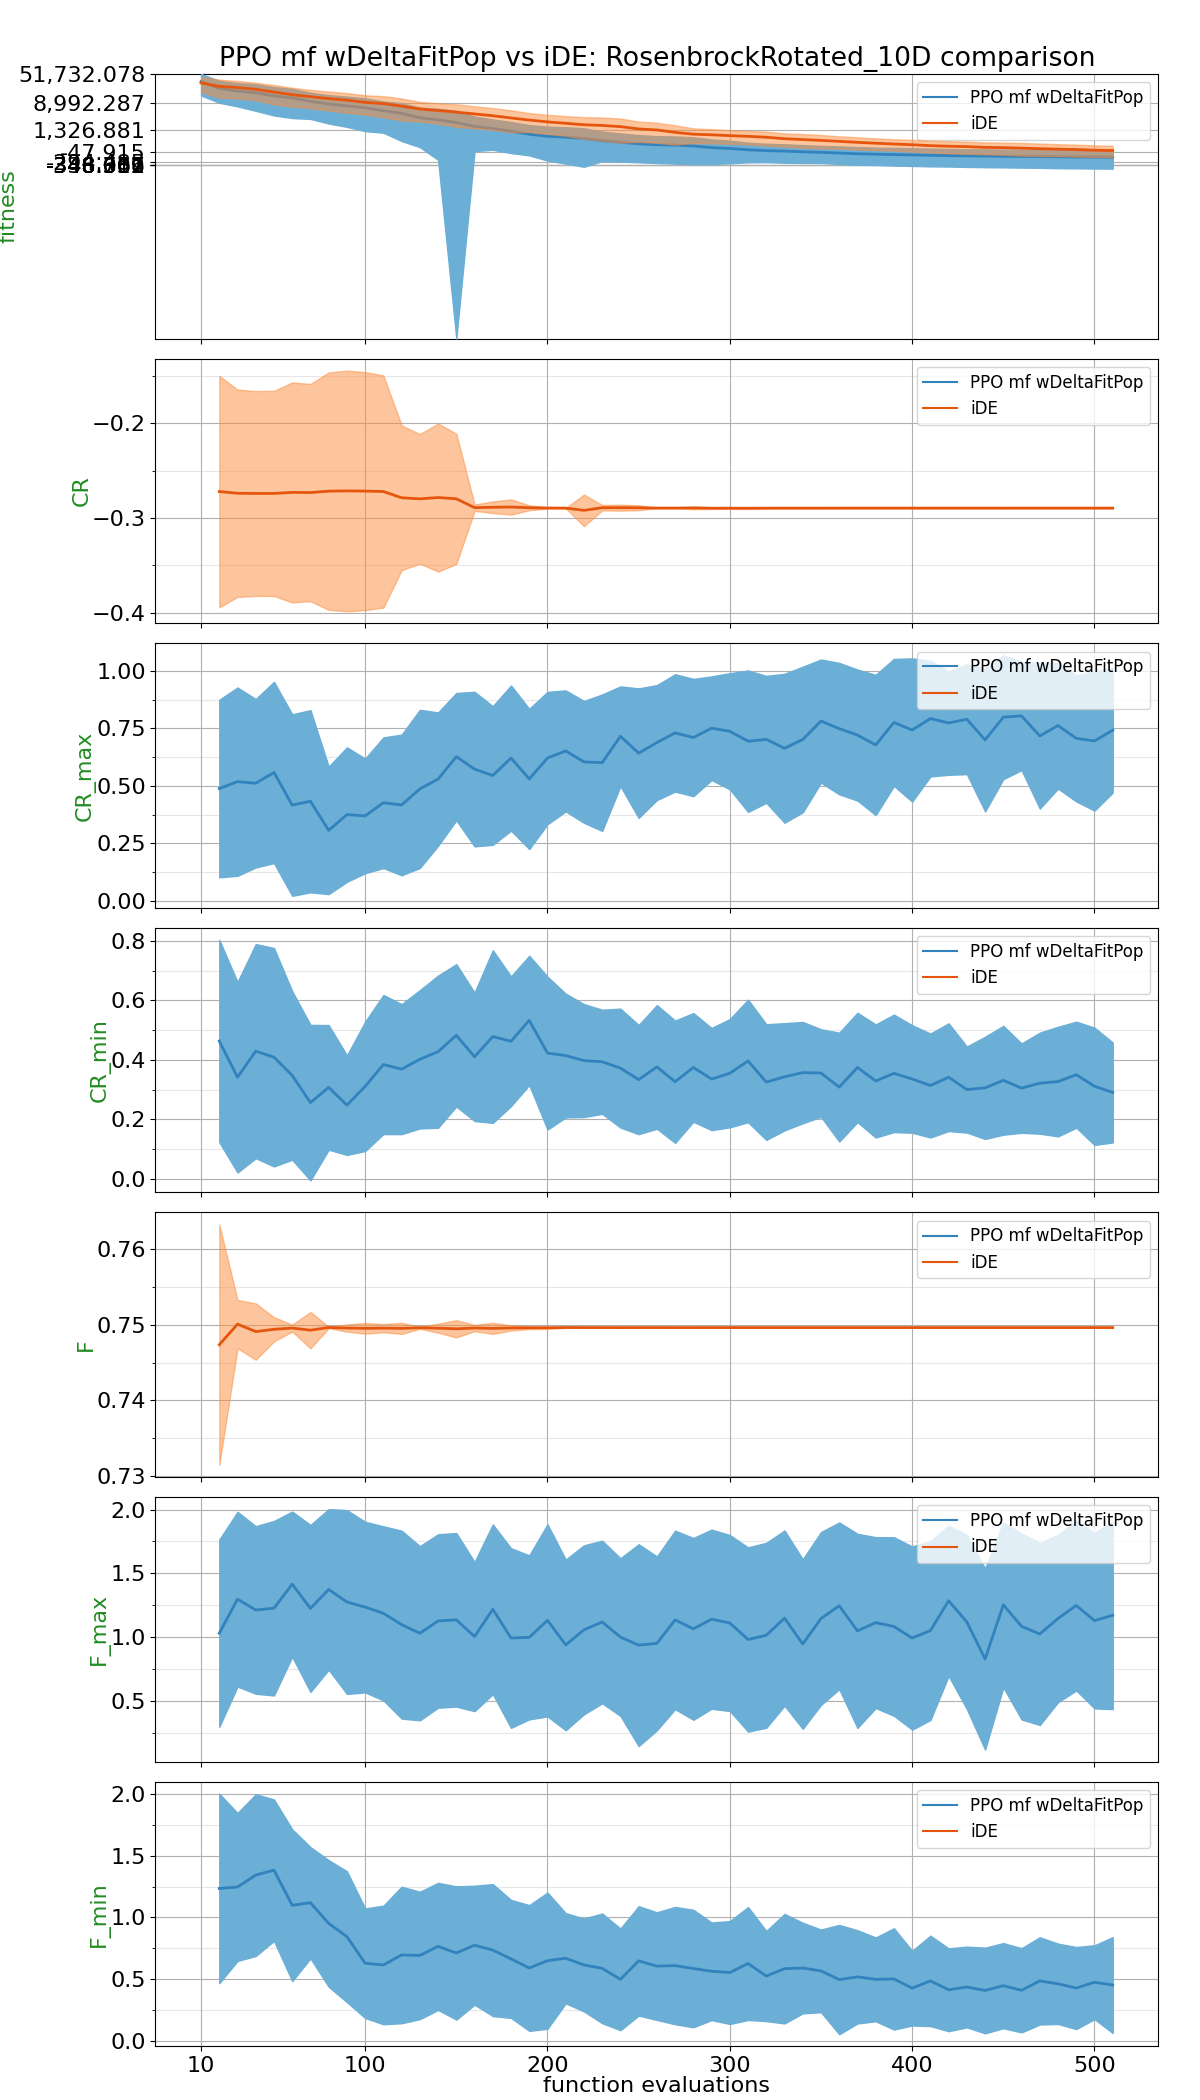 PPO mf wDeltaFitPop vs iDE: RosenbrockRotated_10D comparison
51,732.078
8,992.287
1,326.881
-47.915
fitness
PPO mf wDeltaFitPop
iDE
−0.2
−0.3
−0.4
CR
PPO mf wDeltaFitPop
iDE
1.00
0.75
0.50
0.25
0.00
CR_max
PPO mf wDeltaFitPop
iDE
0.8
0.6
0.4
0.2
0.0
CR_min
PPO mf wDeltaFitPop
iDE
0.76
0.75
0.74
0.73
F
PPO mf wDeltaFitPop
iDE
2.0
1.5
1.0
0.5
F_max
PPO mf wDeltaFitPop
iDE
2.0
1.5
1.0
0.5
0.0
F_min
PPO mf wDeltaFitPop
iDE
10 100 200 300 400 500
function evaluations